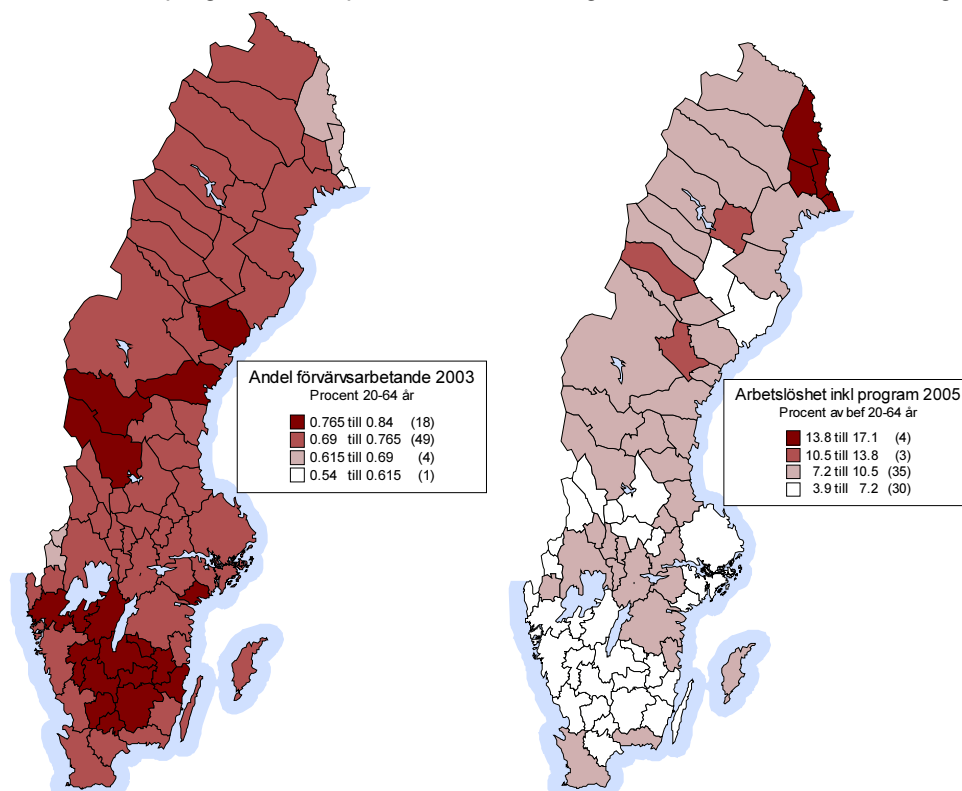 Andel förvärvsarbetande 2003
Procent 20-64 år
0.765 till 0.84 (18)
0.69 till 0.765 (49)
0.615 till 0.69 (4)
0.54 till 0.615 (1)
Arbetslöshet inkl program 2005
Procent av bef 20-64 år
13.8 till 17.1 (4)
10.5 till 13.8 (3)
7.2 till 10.5 (35)
3.9 till 7.2 (30)